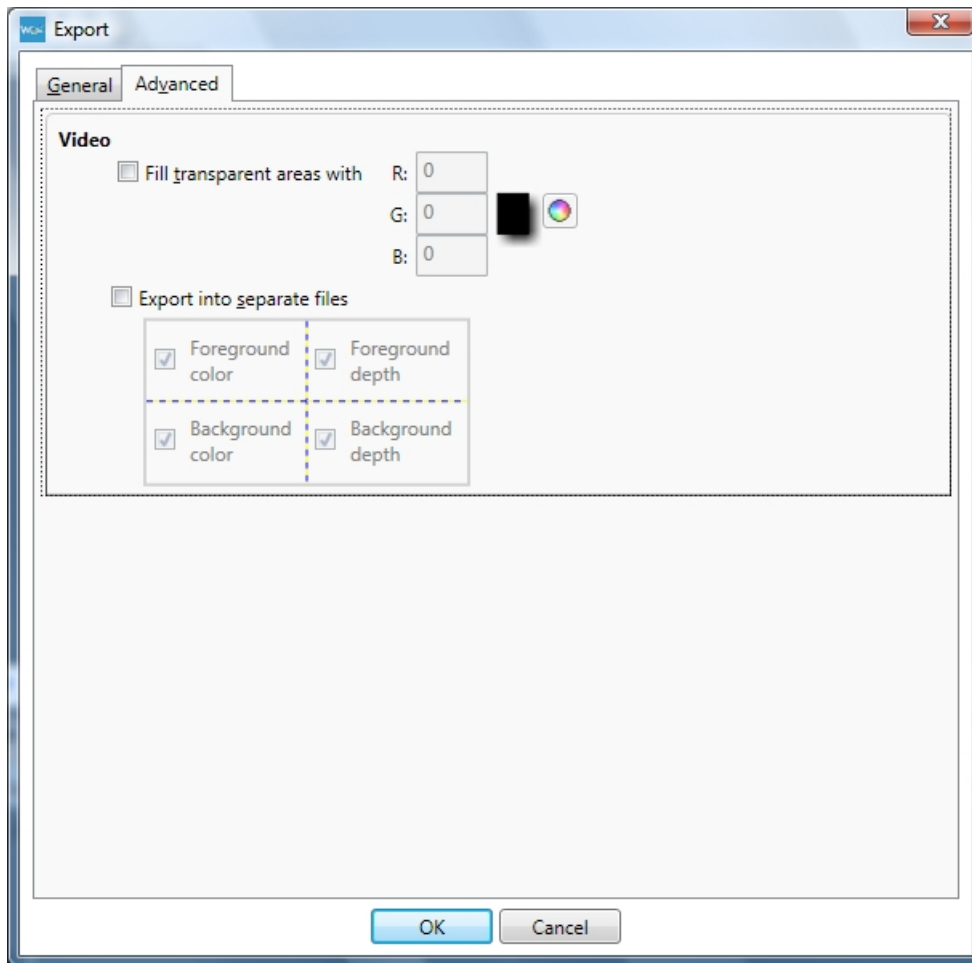 Export
General Advanced
Video
Fill transparent areas with R: 0
G: 0
B: 0
Export into separate files
Foreground color
Foreground depth
Background color
Background depth
OK Cancel